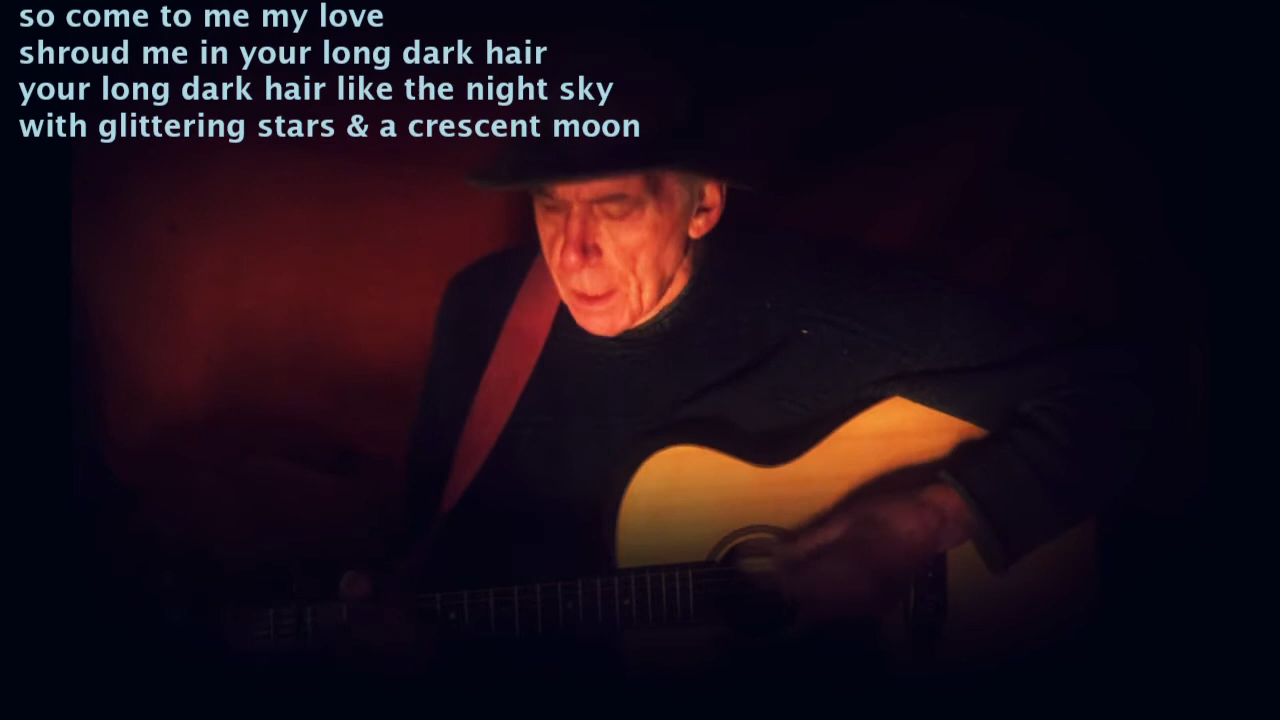 so come to me my love
shroud me in your long dark hair
your long dark hair like the night sky
with glittering stars & a crescent moon